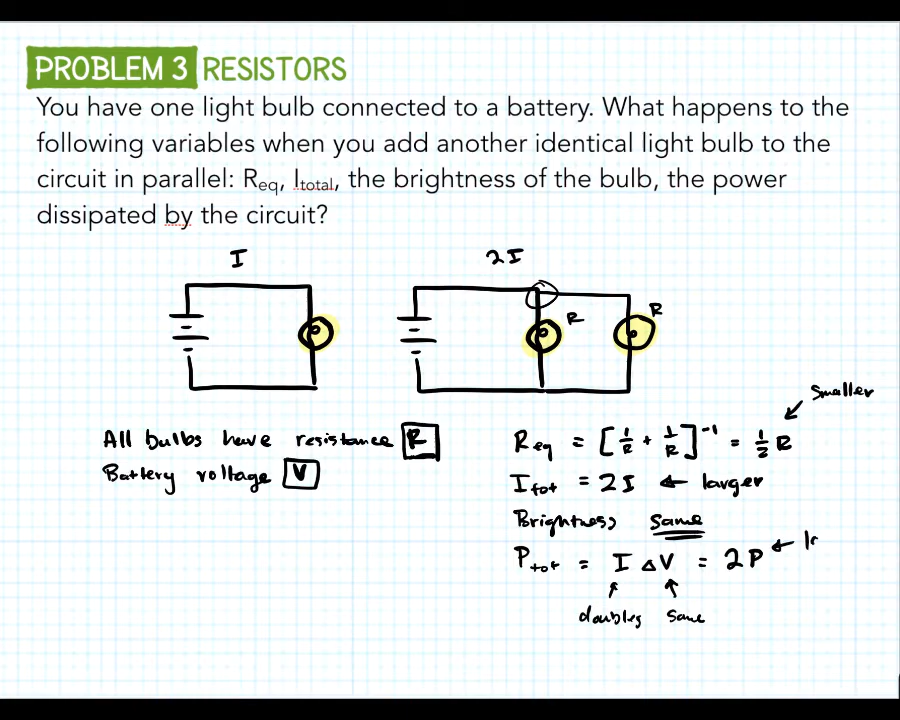 PROBLEM 3 RESISTORS
You have one light bulb connected to a battery. What happens to the
following variables when you add another identical light bulb to the
circuit in parallel: Req, Itotal, the brightness of the bulb, the power
dissipated by the circuit?
I
2I
R
R
All bulbs have resistance R
Battery voltage V
smaller
Req = [1/R + 1/R]^-1 = 1/2 R
Itot = 2I ← larger
Brightness same
Ptot = I ΔV = 2P ←
doubles same